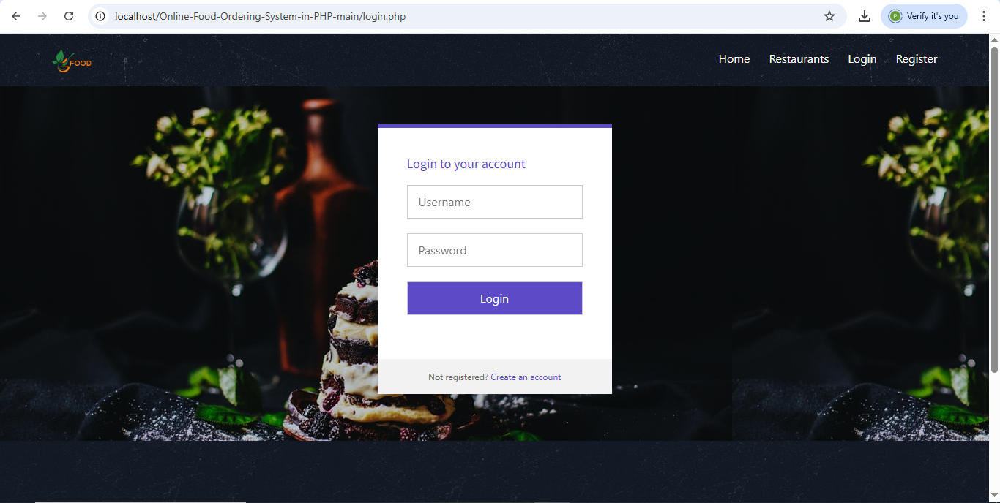 localhost/Online-Food-Ordering-System-in-PHP-main/login.php
P
Verify it's you
FOOD
Home Restaurants Login Register
Login to your account
Username
Password
Login
Not registered? Create an account